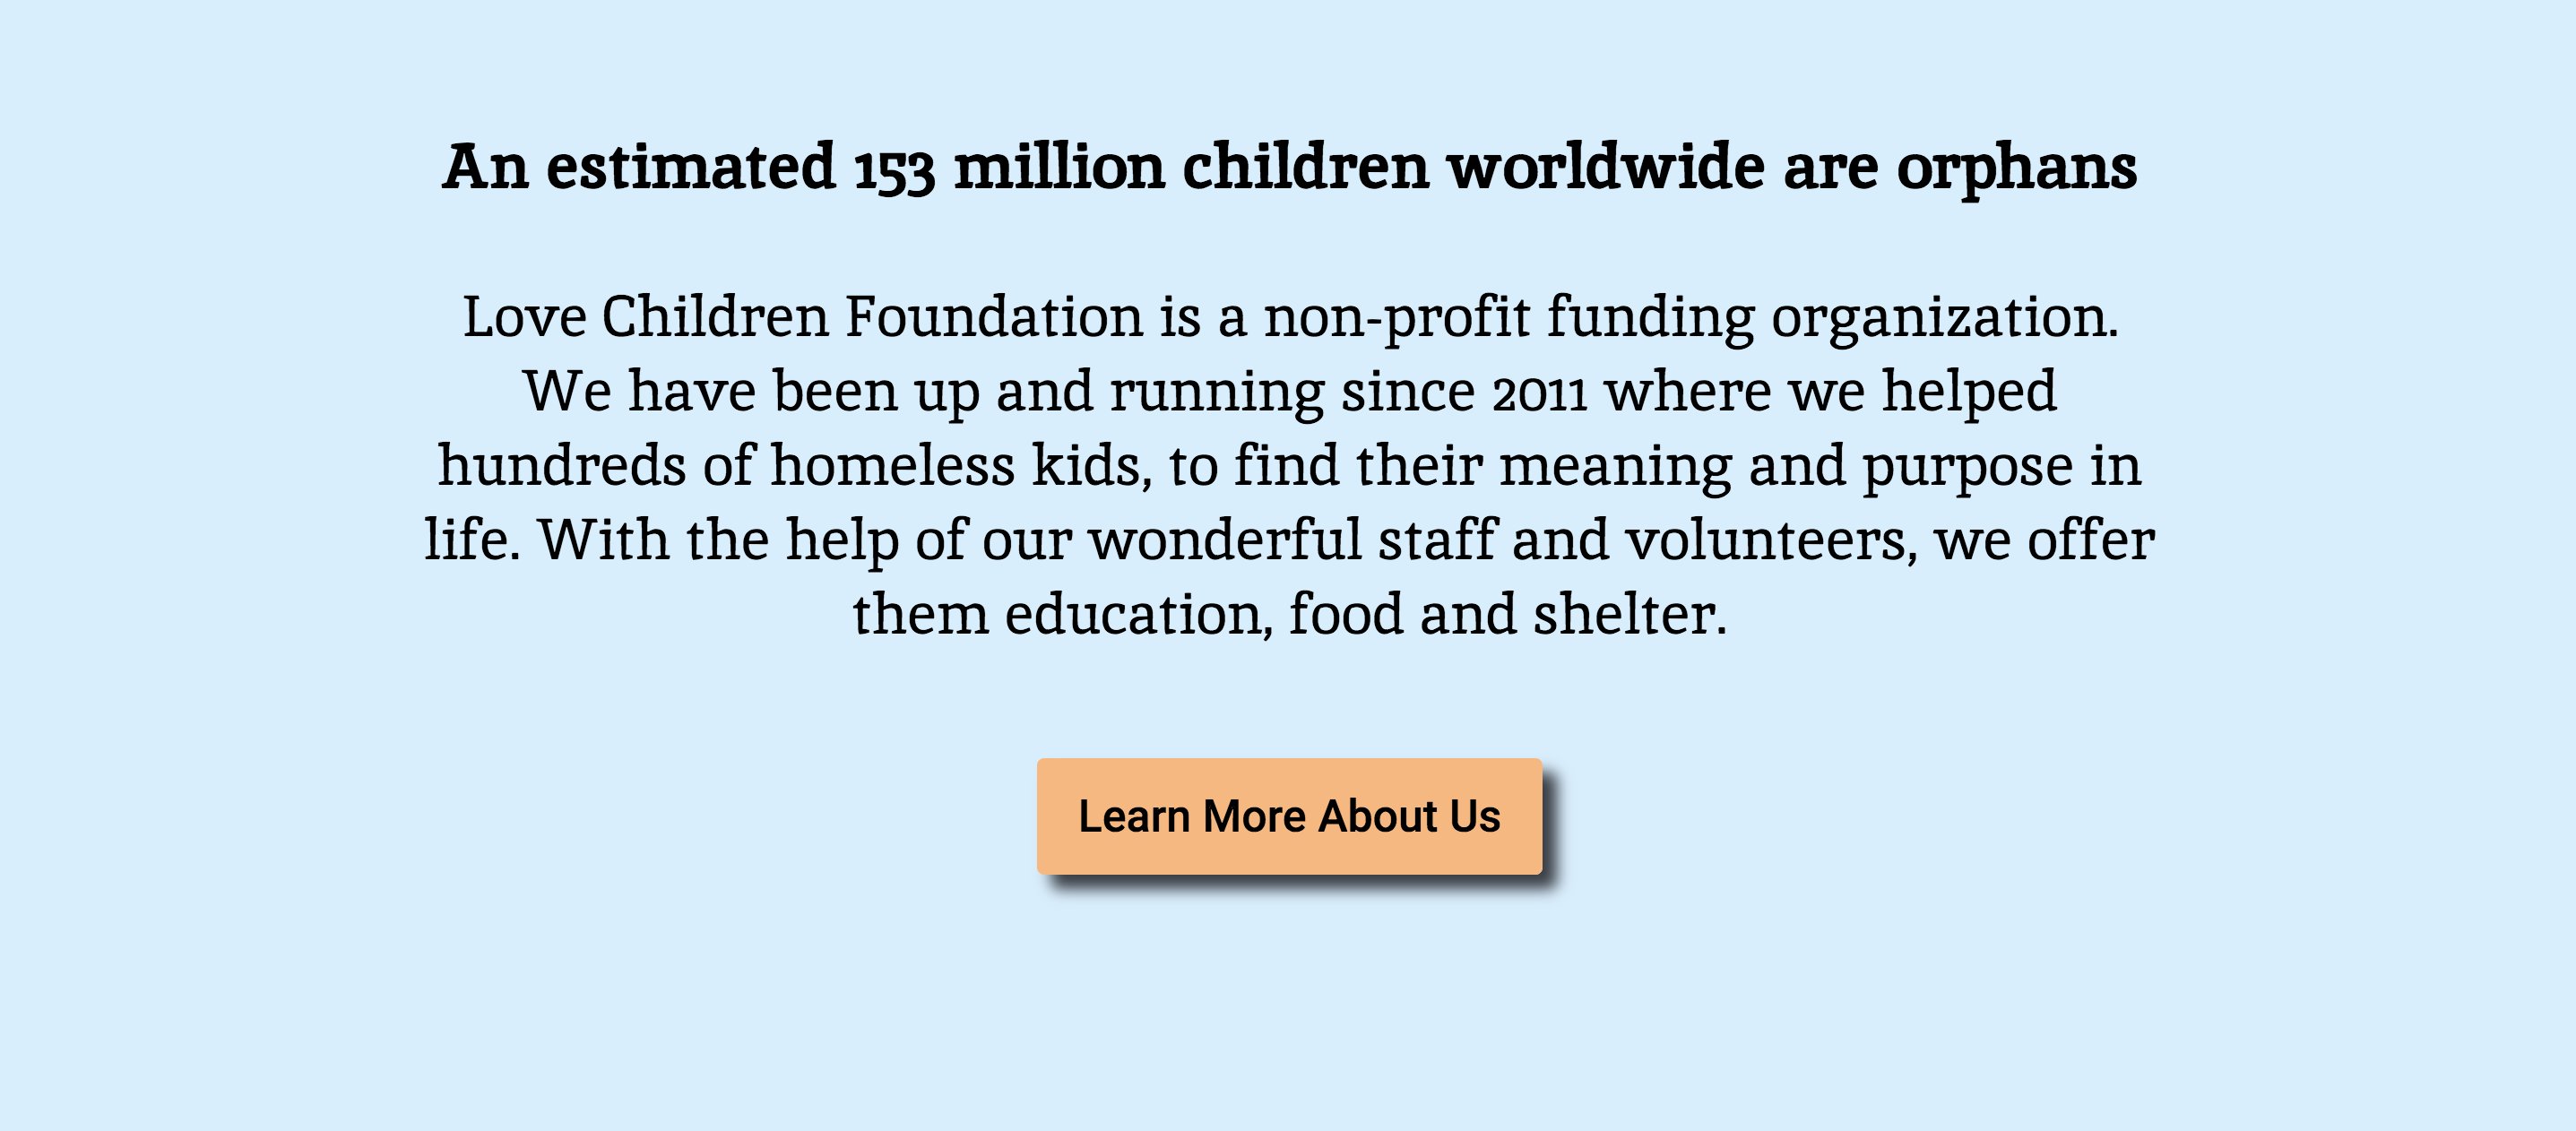 An estimated 153 million children worldwide are orphans
Love Children Foundation is a non-profit funding organization.
We have been up and running since 2011 where we helped
hundreds of homeless kids, to find their meaning and purpose in
life. With the help of our wonderful staff and volunteers, we offer
them education, food and shelter.
Learn More About Us